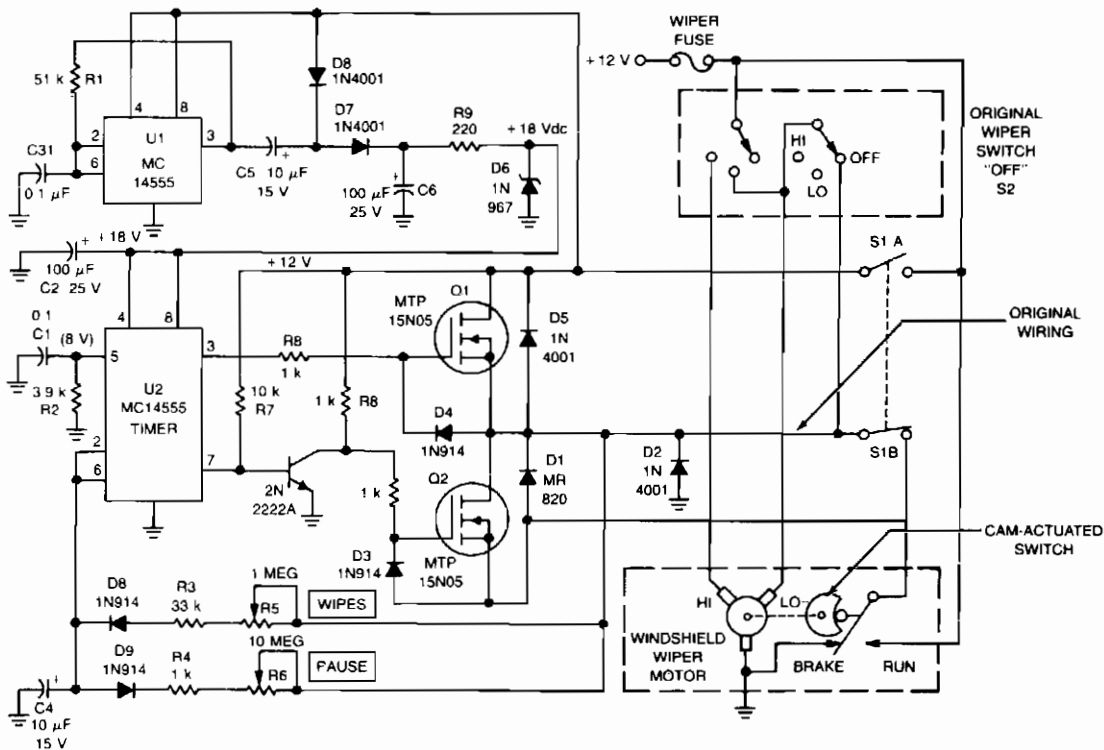 WIPER
FUSE
+ 12 V
ORIGINAL
WIPER
SWITCH
"OFF"
S2
HI
OFF
LO
D8
1N4001
D7
1N4001
R9
220
+ 18 Vdc
51 k
R1
4
8
2
6
3
U1
MC
14555
C31
0 1 µF
C5
10 µF
15 V
100 µF
25 V
C6
D6
1N
967
+ 18 V
100 µF
C2 25 V
+ 12 V
S1 A
ORIGINAL
WIRING
Q1
MTP
15N05
D5
1N
4001
0 1
C1
(8 V)
3 9 k
R2
4
8
5
3
2
6
7
U2
MC14555
TIMER
R8
1 k
10 k
R7
1 k
R8
D4
1N914
2N
2222A
1 k
Q2
MTP
15N05
D1
MR
820
D2
1N
4001
S1B
D3
1N914
CAM-ACTUATED
SWITCH
D8
1N914
R3
33 k
1 MEG
R5
WIPES
D9
1N914
R4
1 k
10 MEG
R6
PAUSE
C4
10 µF
15 V
HI
LO
WINDSHIELD
WIPER
MOTOR
BRAKE
RUN